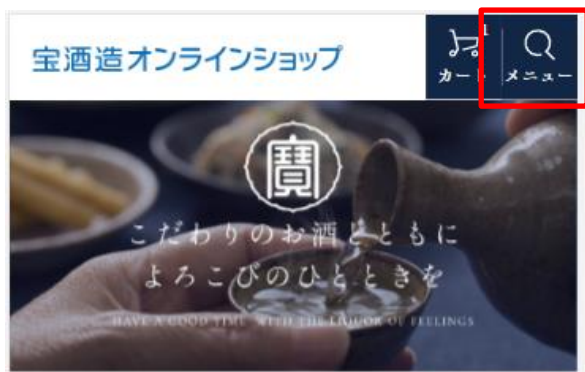 宝酒造オンラインショップ
1
カート
メニュー
寶
こだわりのお酒とともに
よろこびのひとときを
HAVE A GOOD TIME WITH THE LIQUOR OF FEELINGS